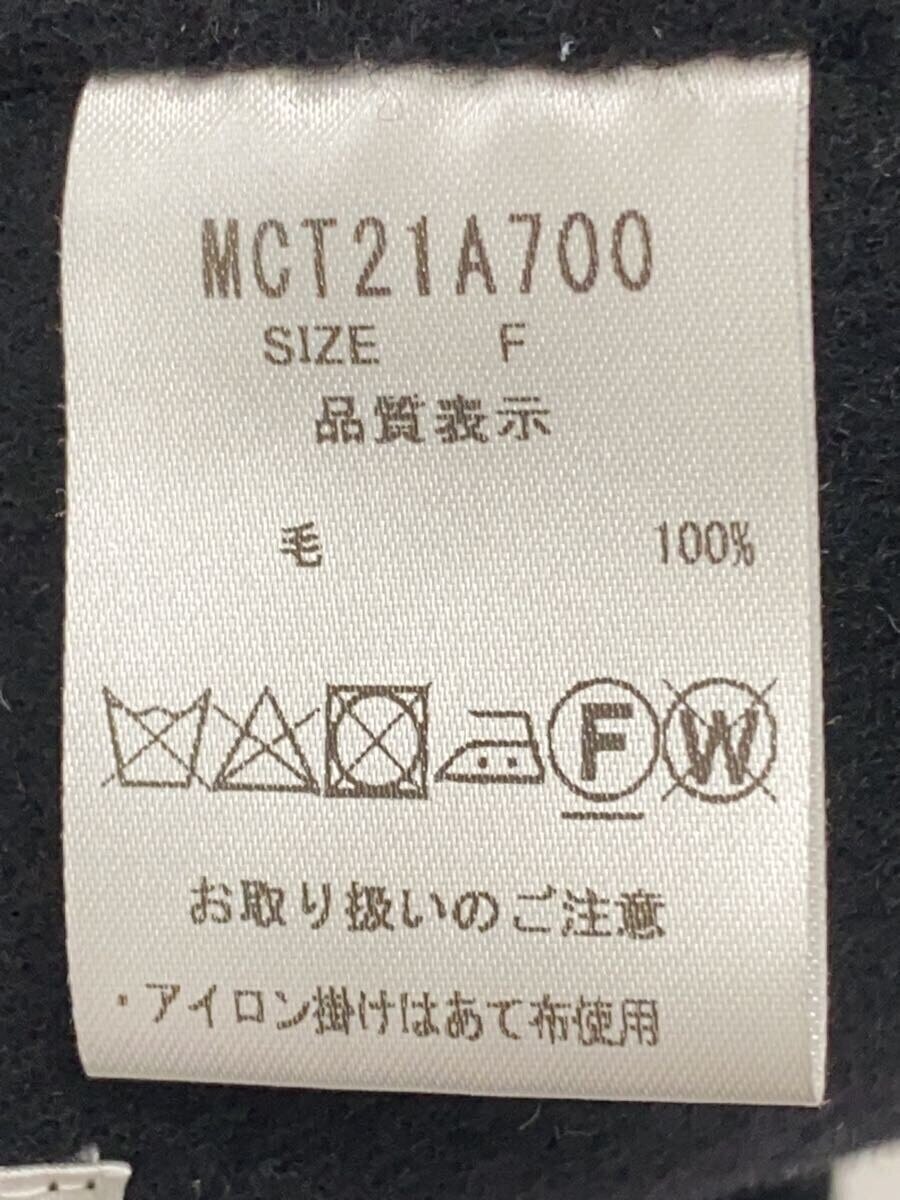 MCT21A700
SIZE F
品質表示
毛 100%
F W
お取り扱いのご注意
・アイロン掛けはあて布使用